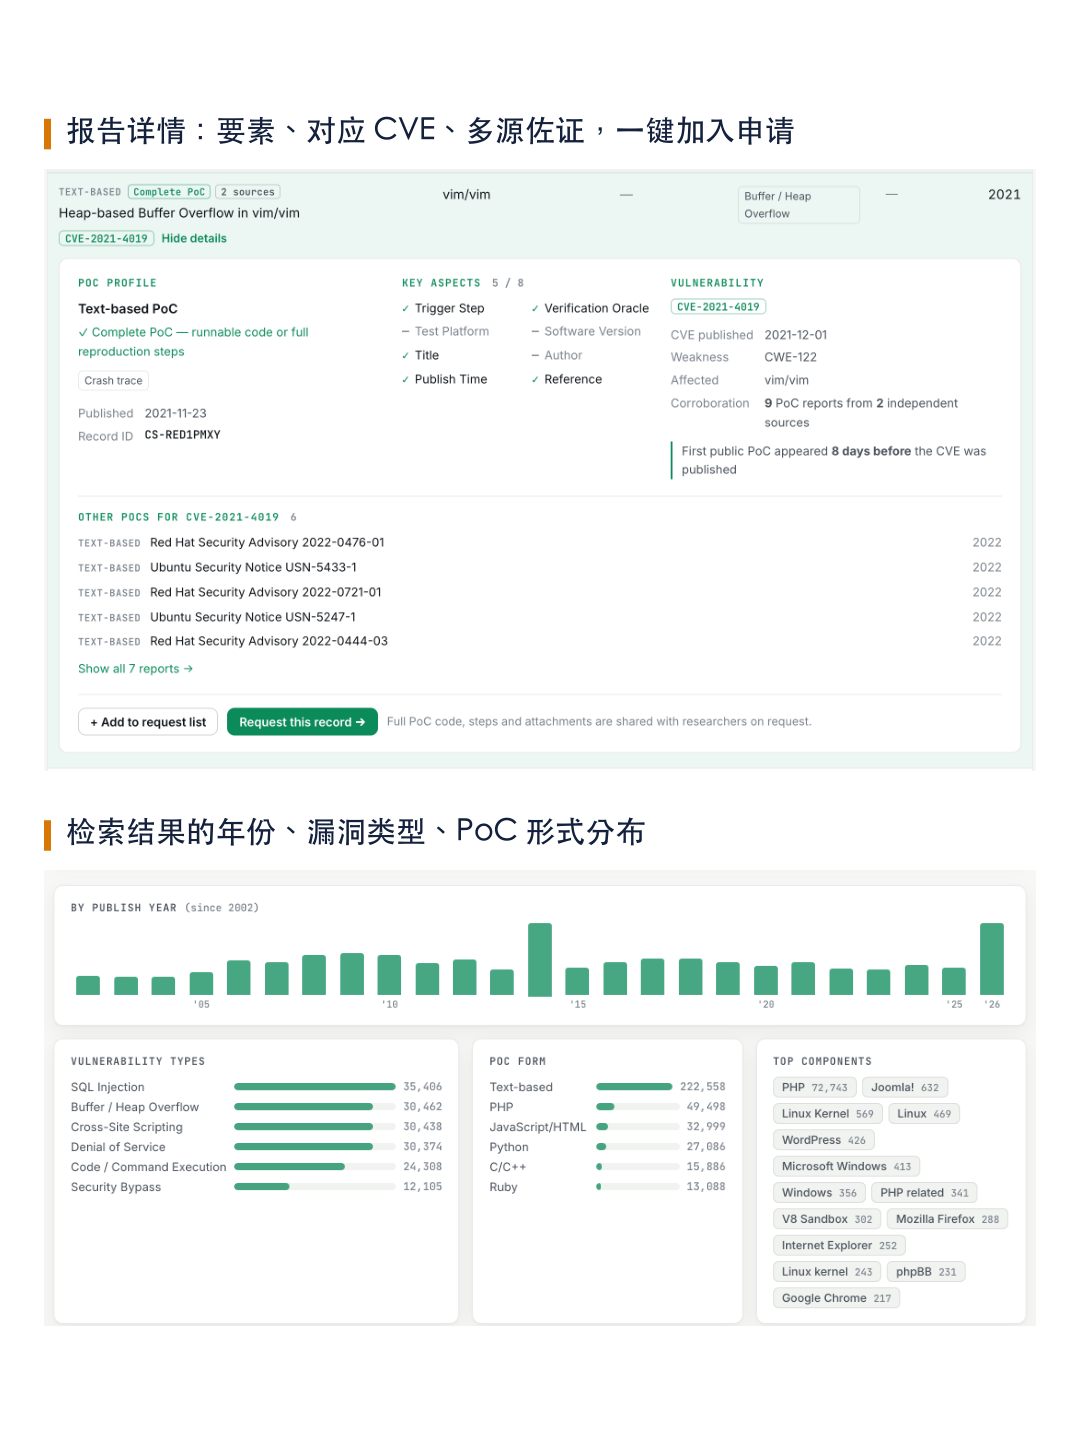 报告详情：要素、对应 CVE、多源佐证，一键加入申请
TEXT-BASED Complete PoC 2 sources
vim/vim — Buffer / Heap Overflow — 2021
Heap-based Buffer Overflow in vim/vim
CVE-2021-4019 Hide details
POC PROFILE
Text-based PoC
✓ Complete PoC — runnable code or full
reproduction steps
Crash trace
Published 2021-11-23
Record ID CS-RED1PMXY
KEY ASPECTS 5 / 8
✓ Trigger Step ✓ Verification Oracle
– Test Platform – Software Version
✓ Title – Author
✓ Publish Time ✓ Reference
VULNERABILITY
CVE-2021-4019
CVE published 2021-12-01
Weakness CWE-122
Affected vim/vim
Corroboration 9 PoC reports from 2 independent
sources
First public PoC appeared 8 days before the CVE was
published
OTHER POCS FOR CVE-2021-4019 6
TEXT-BASED Red Hat Security Advisory 2022-0476-01 2022
TEXT-BASED Ubuntu Security Notice USN-5433-1 2022
TEXT-BASED Red Hat Security Advisory 2022-0721-01 2022
TEXT-BASED Ubuntu Security Notice USN-5247-1 2022
TEXT-BASED Red Hat Security Advisory 2022-0444-03 2022
Show all 7 reports →
+ Add to request list Request this record → Full PoC code, steps and attachments are shared with researchers on request.
检索结果的年份、漏洞类型、PoC 形式分布
BY PUBLISH YEAR (since 2002)
'05 '10 '15 '20 '25 '26
VULNERABILITY TYPES
SQL Injection 35,406
Buffer / Heap Overflow 30,462
Cross-Site Scripting 30,438
Denial of Service 30,374
Code / Command Execution 24,308
Security Bypass 12,105
POC FORM
Text-based 222,558
PHP 49,498
JavaScript/HTML 32,999
Python 27,086
C/C++ 15,886
Ruby 13,088
TOP COMPONENTS
PHP 72,743 Joomla! 632
Linux Kernel 569 Linux 469
WordPress 426
Microsoft Windows 413
Windows 356 PHP related 341
V8 Sandbox 302 Mozilla Firefox 288
Internet Explorer 252
Linux kernel 243 phpBB 231
Google Chrome 217